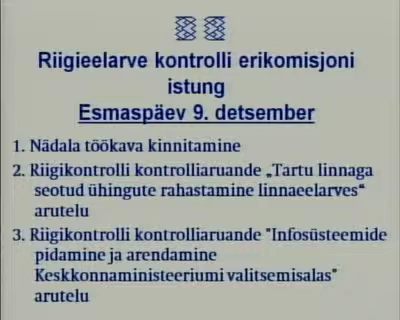 Riigieelarve kontrolli erikomisjoni
istung
Esmaspäev 9. detsember
1. Nädala töökava kinnitamine
2. Riigikontrolli kontrolliaruande „Tartu linnaga
seotud ühingute rahastamine linnaeelarves“
arutelu
3. Riigikontrolli kontrolliaruande "Infosüsteemide
pidamine ja arendamine
Keskkonnaministeeriumi valitsemisalas"
arutelu